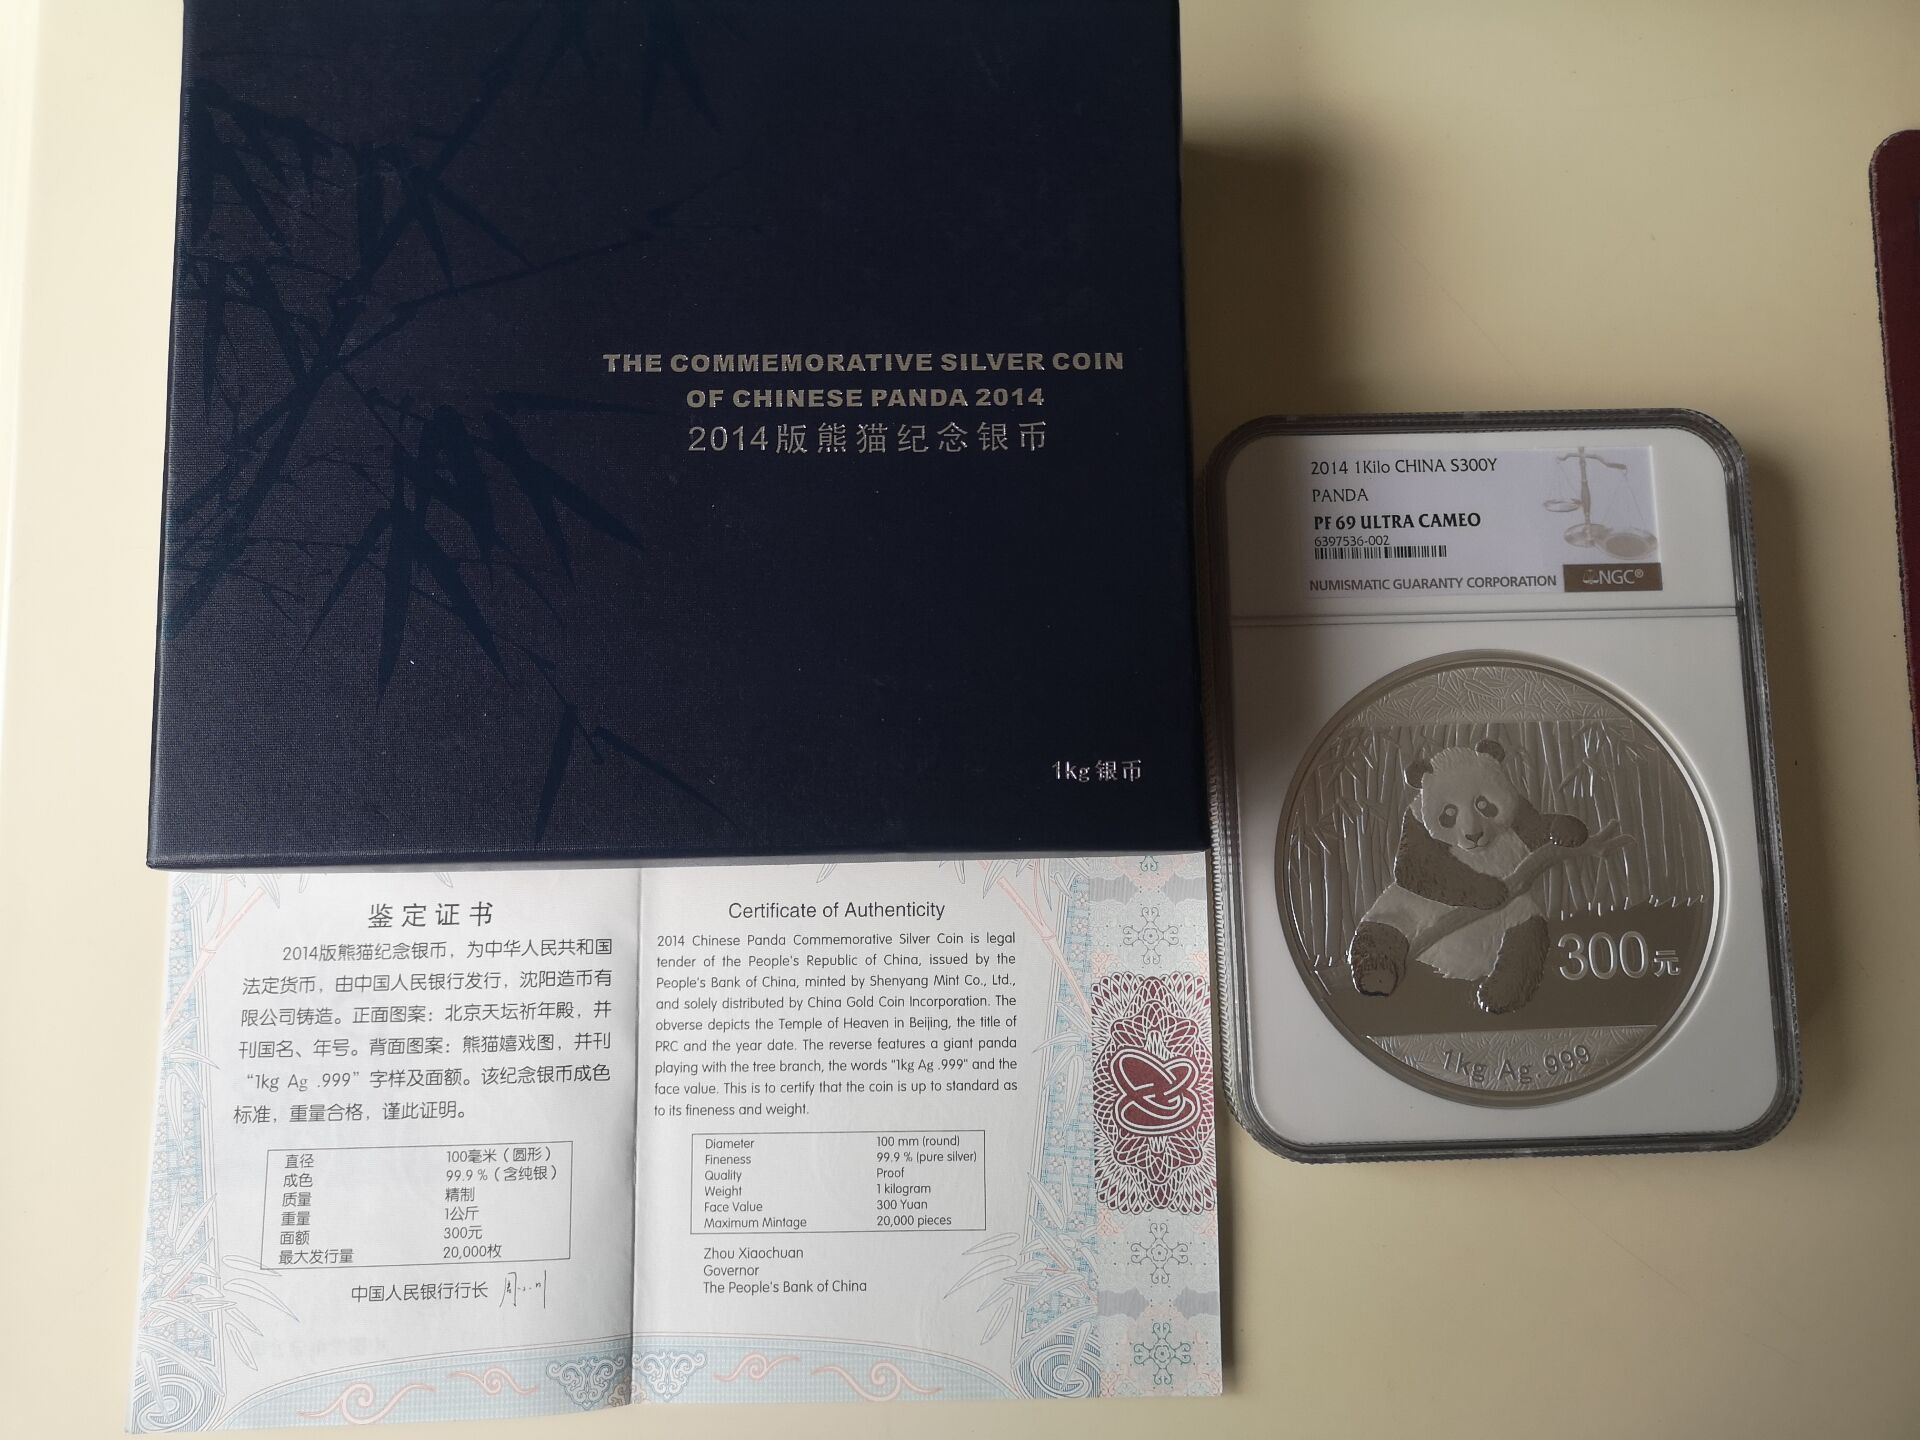 THE COMMEMORATIVE SILVER COIN
OF CHINESE PANDA 2014
2014版熊猫纪念银币
1kg银币
2014 1Kilo CHINA S300Y
PANDA
PF 69 ULTRA CAMEO
6397536-002
NUMISMATIC GUARANTY CORPORATION
NGC®
300元
1kg Ag .999
鉴定证书
2014版熊猫纪念银币，为中华人民共和国
法定货币，由中国人民银行发行，沈阳造币有
限公司铸造。正面图案：北京天坛祈年殿，并
刊国名、年号。背面图案：熊猫嬉戏图，并刊
“1kg Ag .999”字样及面额。该纪念银币成色
标准，重量合格，谨此证明。
直径 100毫米（圆形）
成色 99.9％（含纯银）
质量 精制
重量 1公斤
面额 300元
最大发行量 20,000枚
中国人民银行行长
Certificate of Authenticity
2014 Chinese Panda Commemorative Silver Coin is legal
tender of the People's Republic of China, issued by the
People's Bank of China, minted by Shenyang Mint Co., Ltd.,
and solely distributed by China Gold Coin Incorporation. The
obverse depicts the Temple of Heaven in Beijing, the title of
PRC and the year date. The reverse features a giant panda
playing with the tree branch, the words "1kg Ag .999" and the
face value. This is to certify that the coin is up to standard as
to its fineness and weight.
Diameter 100 mm (round)
Fineness 99.9 % (pure silver)
Quality Proof
Weight 1 kilogram
Face Value 300 Yuan
Maximum Mintage 20,000 pieces
Zhou Xiaochuan
Governor
The People's Bank of China